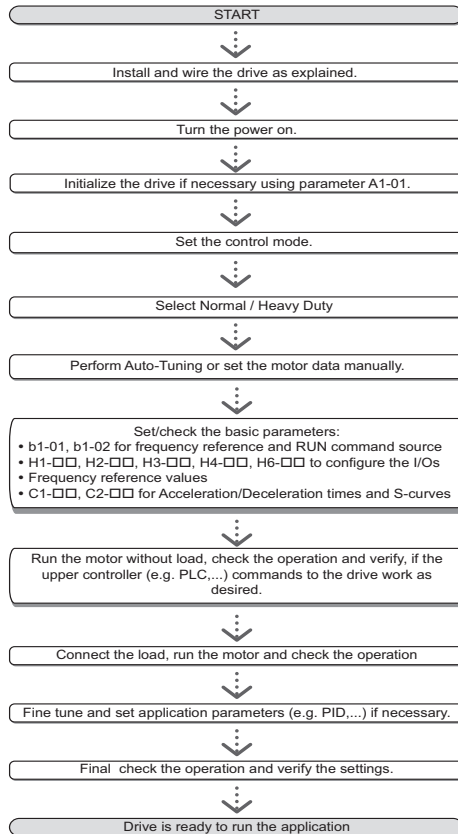 START
Install and wire the drive as explained.
Turn the power on.
Initialize the drive if necessary using parameter A1-01.
Set the control mode.
Select Normal / Heavy Duty
Perform Auto-Tuning or set the motor data manually.
Set/check the basic parameters:
• b1-01, b1-02 for frequency reference and RUN command source
• H1-□□, H2-□□, H3-□□, H4-□□, H6-□□ to configure the I/Os
• Frequency reference values
• C1-□□, C2-□□ for Acceleration/Deceleration times and S-curves
Run the motor without load, check the operation and verify, if the
upper controller (e.g. PLC,...) commands to the drive work as
desired.
Connect the load, run the motor and check the operation
Fine tune and set application parameters (e.g. PID,...) if necessary.
Final check the operation and verify the settings.
Drive is ready to run the application